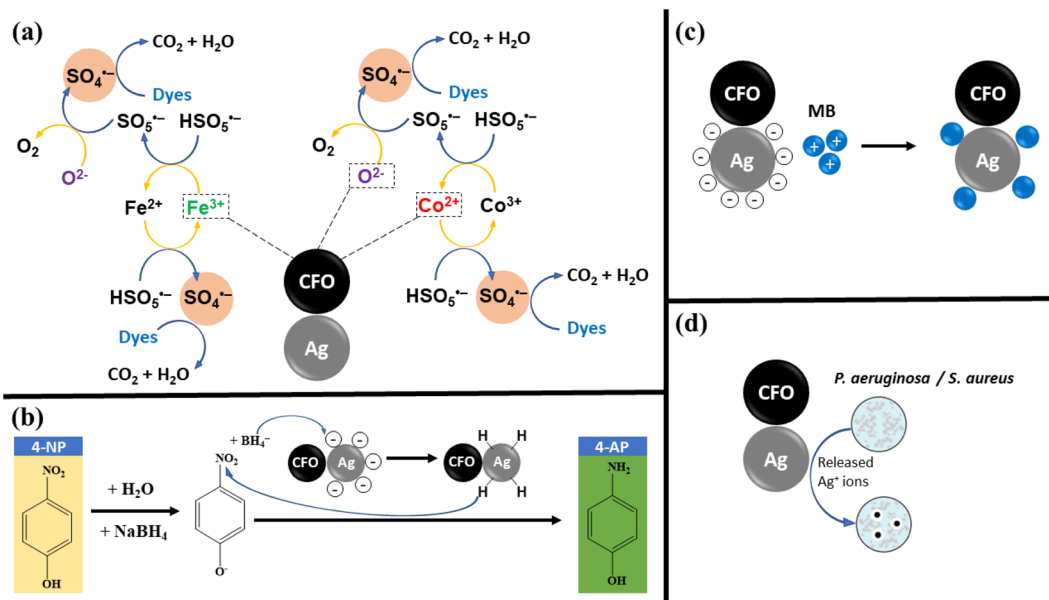 (a)
CO₂ + H₂O
SO₄•–
Dyes
SO₅•–
HSO₅•–
O₂
O²⁻
Fe²⁺
Fe³⁺
HSO₅•–
SO₄•–
Dyes
CO₂ + H₂O
CO₂ + H₂O
SO₄•–
Dyes
SO₅•–
HSO₅•–
O₂
O²⁻
Co²⁺
Co³⁺
HSO₅•–
SO₄•–
CO₂ + H₂O
Dyes
CFO
Ag
(b)
4-NP
NO₂
OH
+ H₂O
+ NaBH₄
NO₂
O⁻
+ BH₄⁻
-
-
-
-
-
CFO
Ag
CFO
Ag
H
H
H
H
4-AP
NH₂
OH
(c)
CFO
Ag
-
-
-
-
-
-
-
-
MB
+
+
+
CFO
Ag
(d)
CFO
Ag
P. aeruginosa / S. aureus
Released
Ag⁺ ions